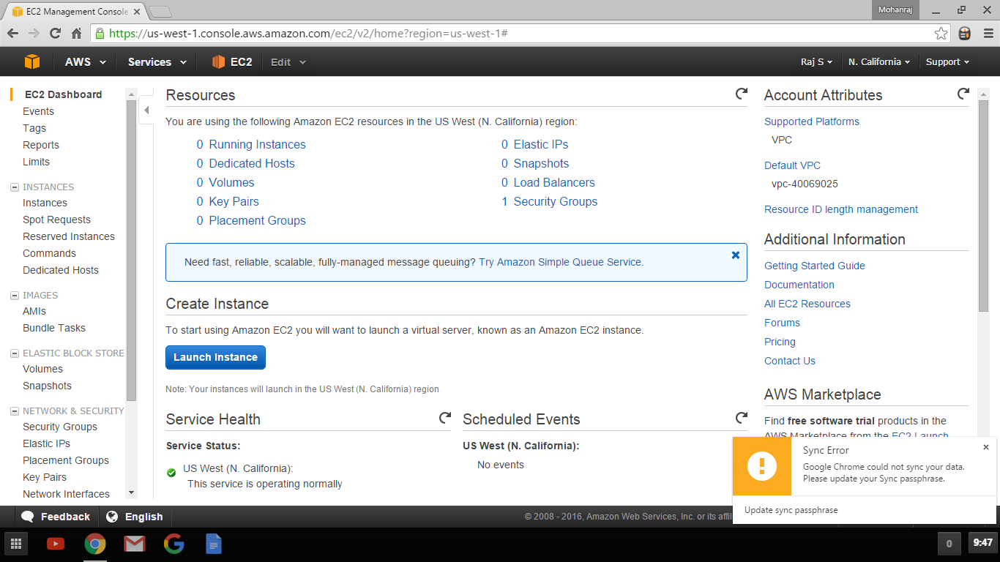 EC2 Management Console
Mohanraj
https://us-west-1.console.aws.amazon.com/ec2/v2/home?region=us-west-1#
AWS
Services
EC2
Edit
Raj S
N. California
Support
EC2 Dashboard
Events
Tags
Reports
Limits
INSTANCES
Instances
Spot Requests
Reserved Instances
Commands
Dedicated Hosts
IMAGES
AMIs
Bundle Tasks
ELASTIC BLOCK STORE
Volumes
Snapshots
NETWORK & SECURITY
Security Groups
Elastic IPs
Placement Groups
Key Pairs
Network Interfaces
Resources
You are using the following Amazon EC2 resources in the US West (N. California) region:
0 Running Instances
0 Elastic IPs
0 Dedicated Hosts
0 Snapshots
0 Volumes
0 Load Balancers
0 Key Pairs
1 Security Groups
0 Placement Groups
Need fast, reliable, scalable, fully-managed message queuing? Try Amazon Simple Queue Service.
Create Instance
To start using Amazon EC2 you will want to launch a virtual server, known as an Amazon EC2 instance.
Launch Instance
Note: Your instances will launch in the US West (N. California) region
Service Health
Service Status:
US West (N. California):
This service is operating normally
Scheduled Events
US West (N. California):
No events
Account Attributes
Supported Platforms
VPC
Default VPC
vpc-40069025
Resource ID length management
Additional Information
Getting Started Guide
Documentation
All EC2 Resources
Forums
Pricing
Contact Us
AWS Marketplace
Find free software trial products in the
AWS Marketplace from the EC2 Launch
Sync Error
Google Chrome could not sync your data.
Please update your Sync passphrase.
Update sync passphrase
Feedback
English
© 2008 - 2016, Amazon Web Services, Inc. or its affil
0
9:47